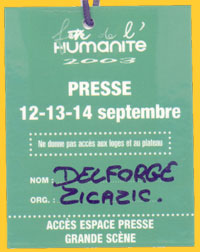 fête de l'
HUMANITÉ
2003
PRESSE
12-13-14 septembre
Ne donne pas accès aux loges et au plateau
NOM : DELFORGE
ORG. : ZICAZIC.
ACCÈS ESPACE PRESSE
GRANDE SCÈNE